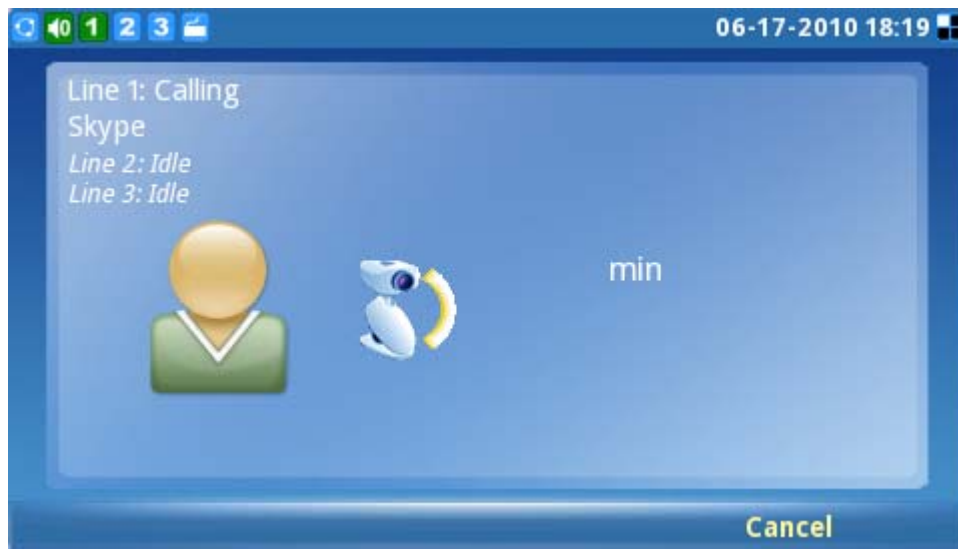 1 2 3 06-17-2010 18:19
Line 1: Calling
Skype
Line 2: Idle
Line 3: Idle
min
Cancel